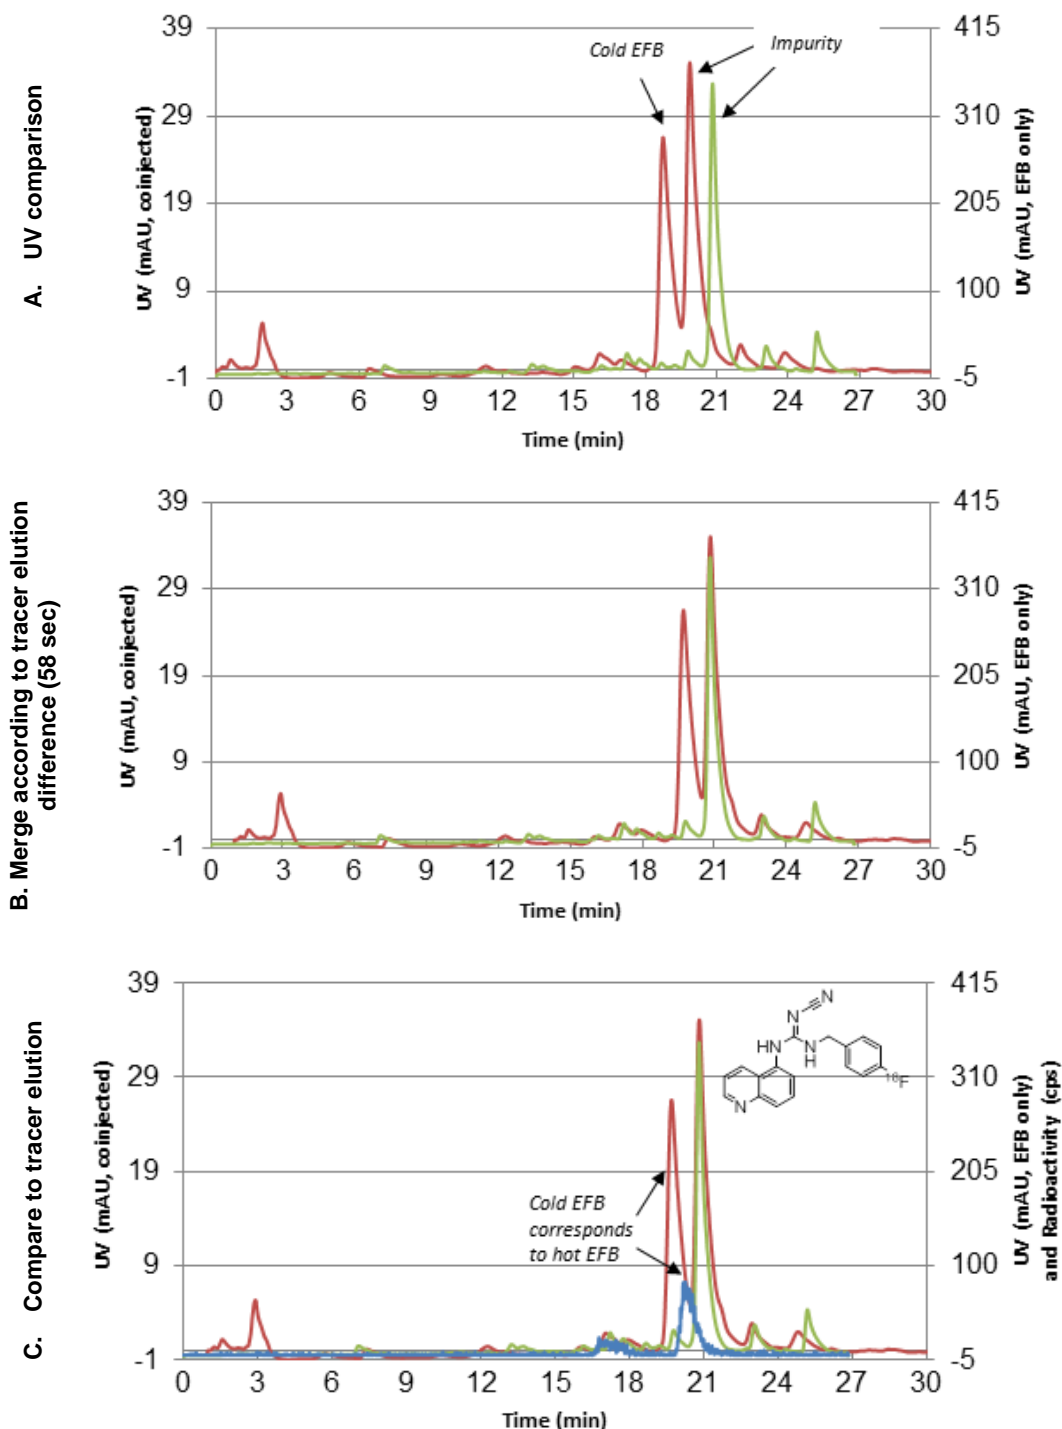 A. UV comparison
UV (mAU, coinjected)
39
29
19
9
-1
Cold EFB
Impurity
415
310
205
100
-5
UV (mAU, EFB only)
0 3 6 9 12 15 18 21 24 27 30
Time (min)
B. Merge according to tracer elution
difference (58 sec)
UV (mAU, coinjected)
39
29
19
9
-1
415
310
205
100
-5
UV (mAU, EFB only)
0 3 6 9 12 15 18 21 24 27 30
Time (min)
C. Compare to tracer elution
UV (mAU, coinjected)
39
29
19
9
-1
Cold EFB
corresponds
to hot EFB
N
N
HN
N
H
18F
N
415
310
205
100
-5
UV (mAU, EFB only)
and Radioactivity (cps)
0 3 6 9 12 15 18 21 24 27 30
Time (min)